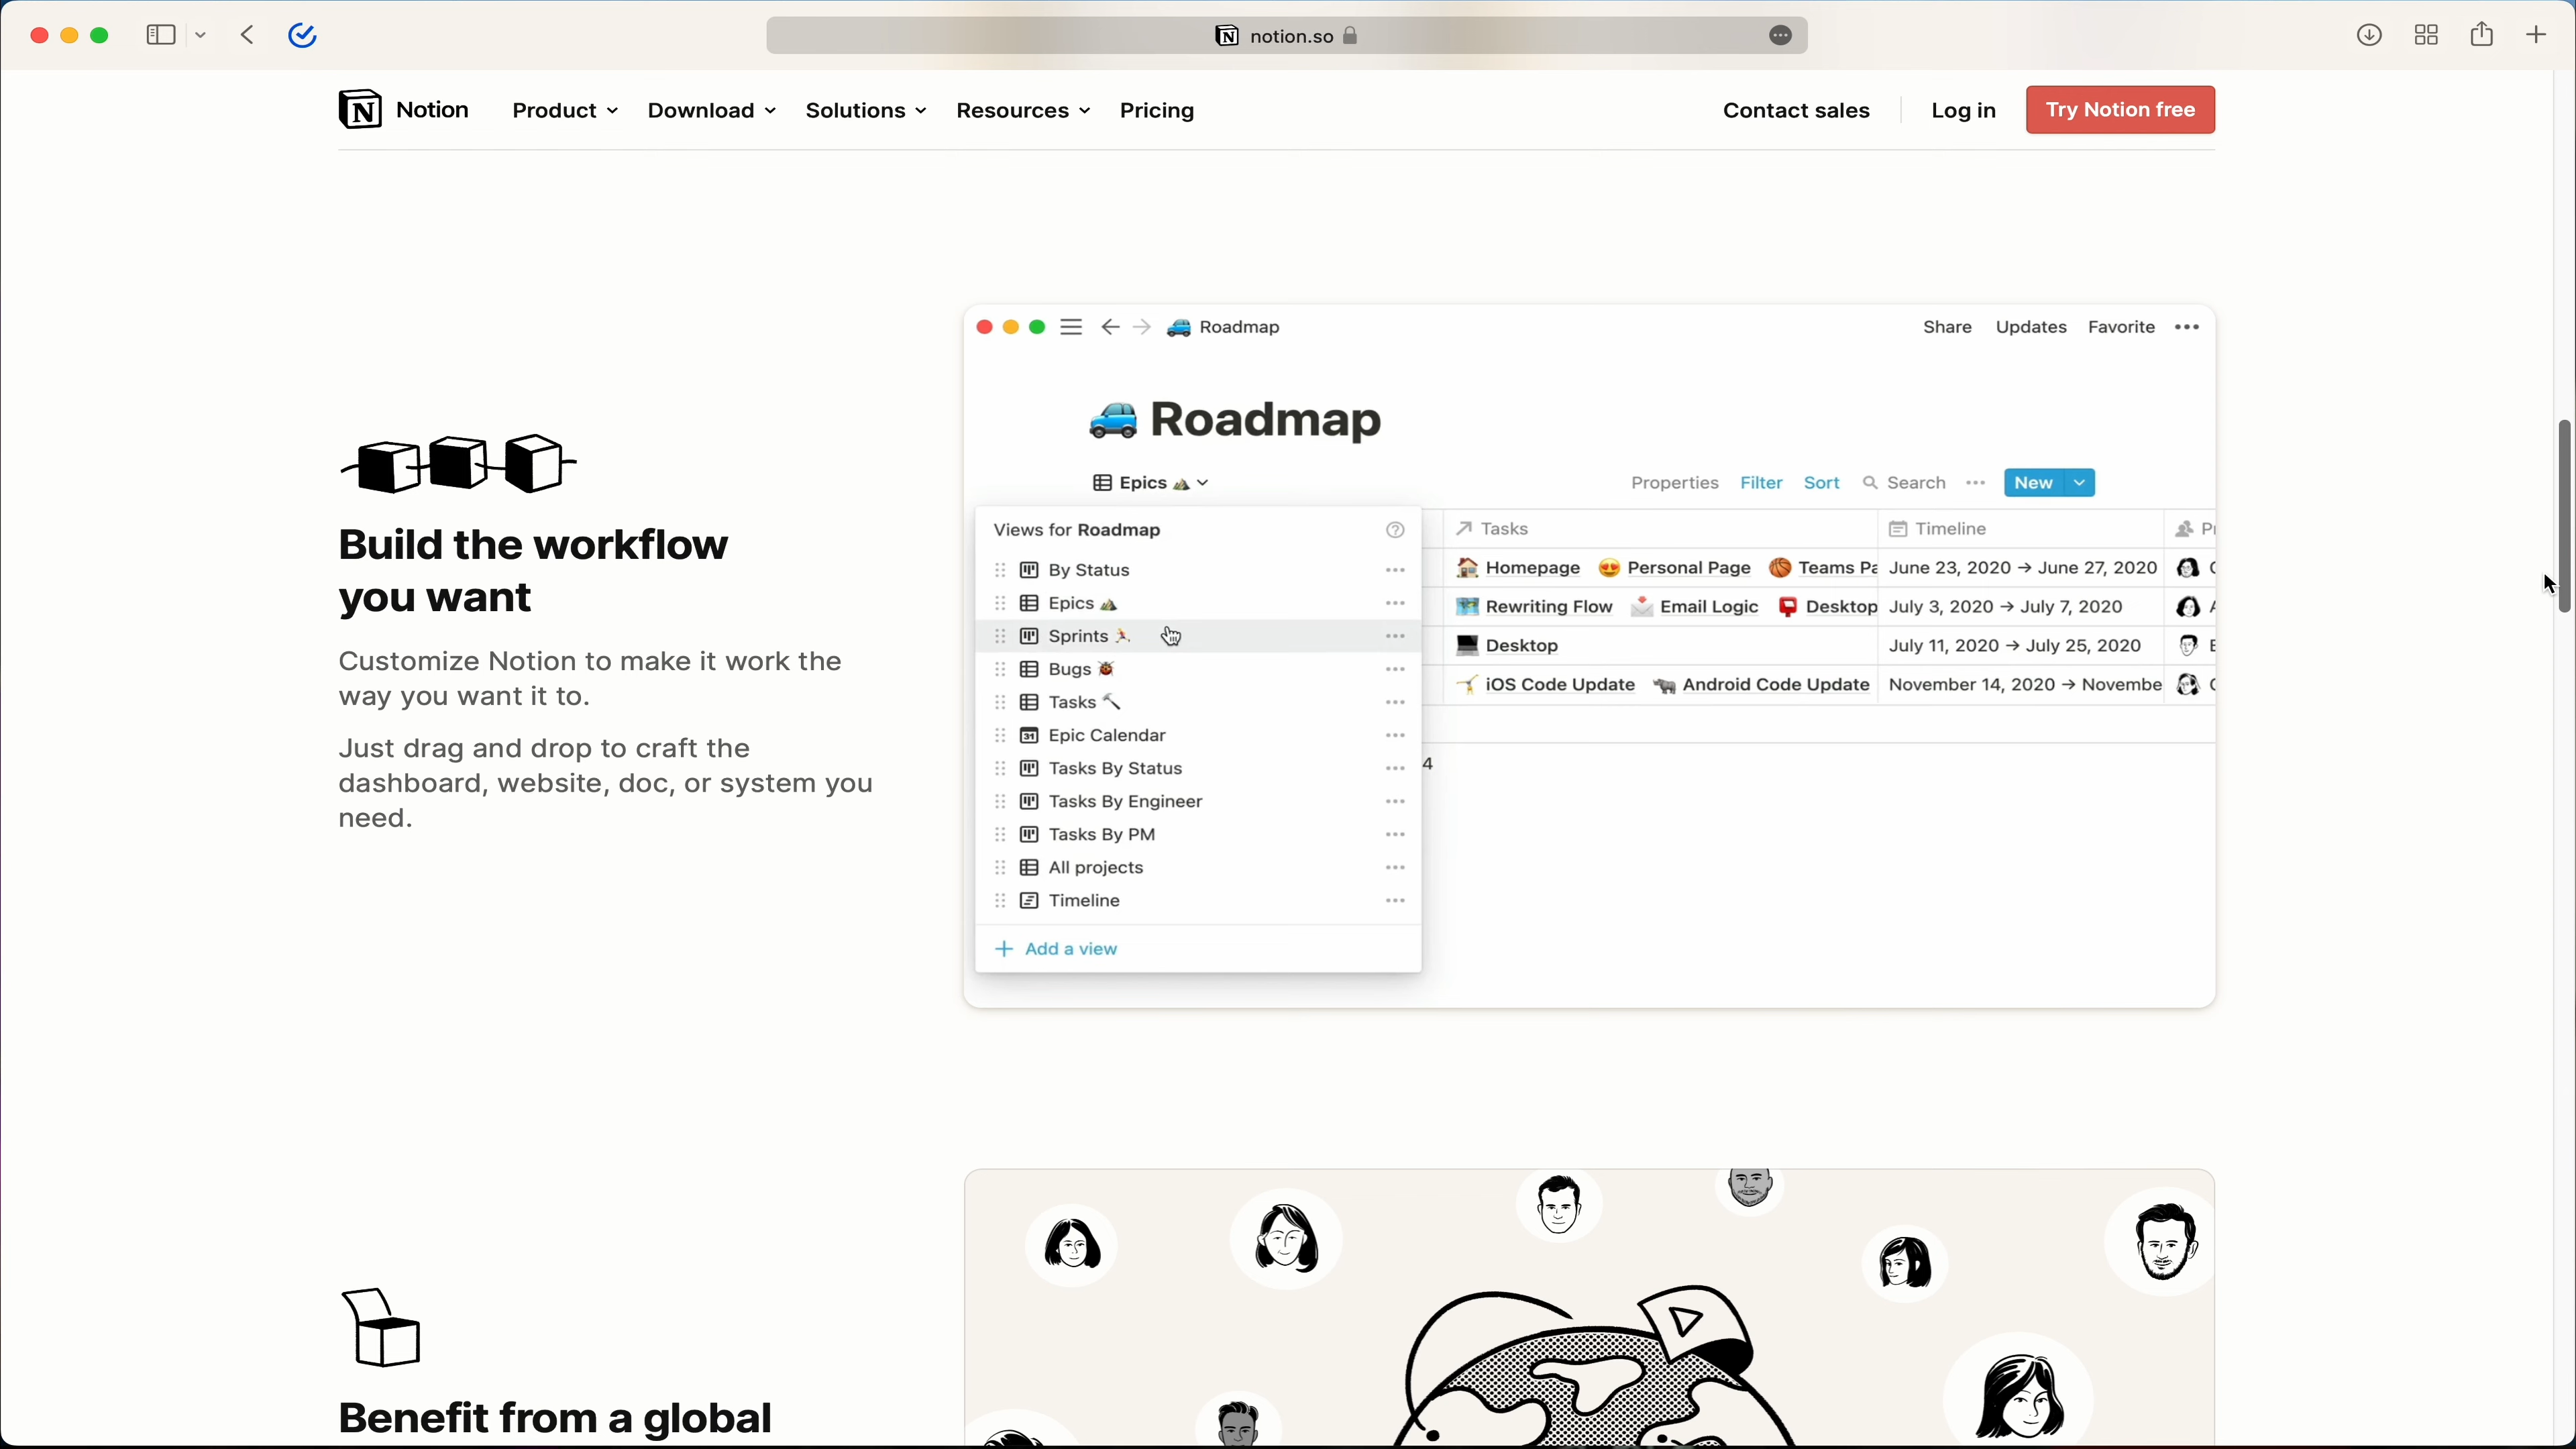 notion.so
Notion Product Download Solutions Resources Pricing Contact sales Log in Try Notion free
Roadmap Share Updates Favorite
Roadmap
Epics Properties Filter Sort Search New
Build the workflow
you want
Customize Notion to make it work the
way you want it to.
Just drag and drop to craft the
dashboard, website, doc, or system you
need.
Views for Roadmap
By Status
Epics
Sprints
Bugs
Tasks
Epic Calendar
Tasks By Status
Tasks By Engineer
Tasks By PM
All projects
Timeline
Add a view
Tasks Timeline
Homepage Personal Page Teams June 23, 2020 → June 27, 2020
Rewriting Flow Email Logic Desktop July 3, 2020 → July 7, 2020
Desktop July 11, 2020 → July 25, 2020
iOS Code Update Android Code Update November 14, 2020 →
4
Benefit from a global